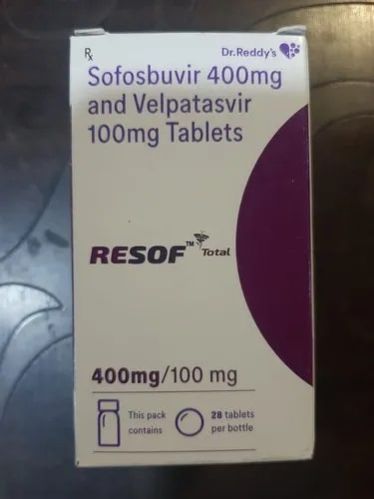 Rx
Dr.Reddy's
Sofosbuvir 400mg
and Velpatasvir
100mg Tablets
RESOF™ Total
400mg/100 mg
This pack
contains
28 tablets
per bottle